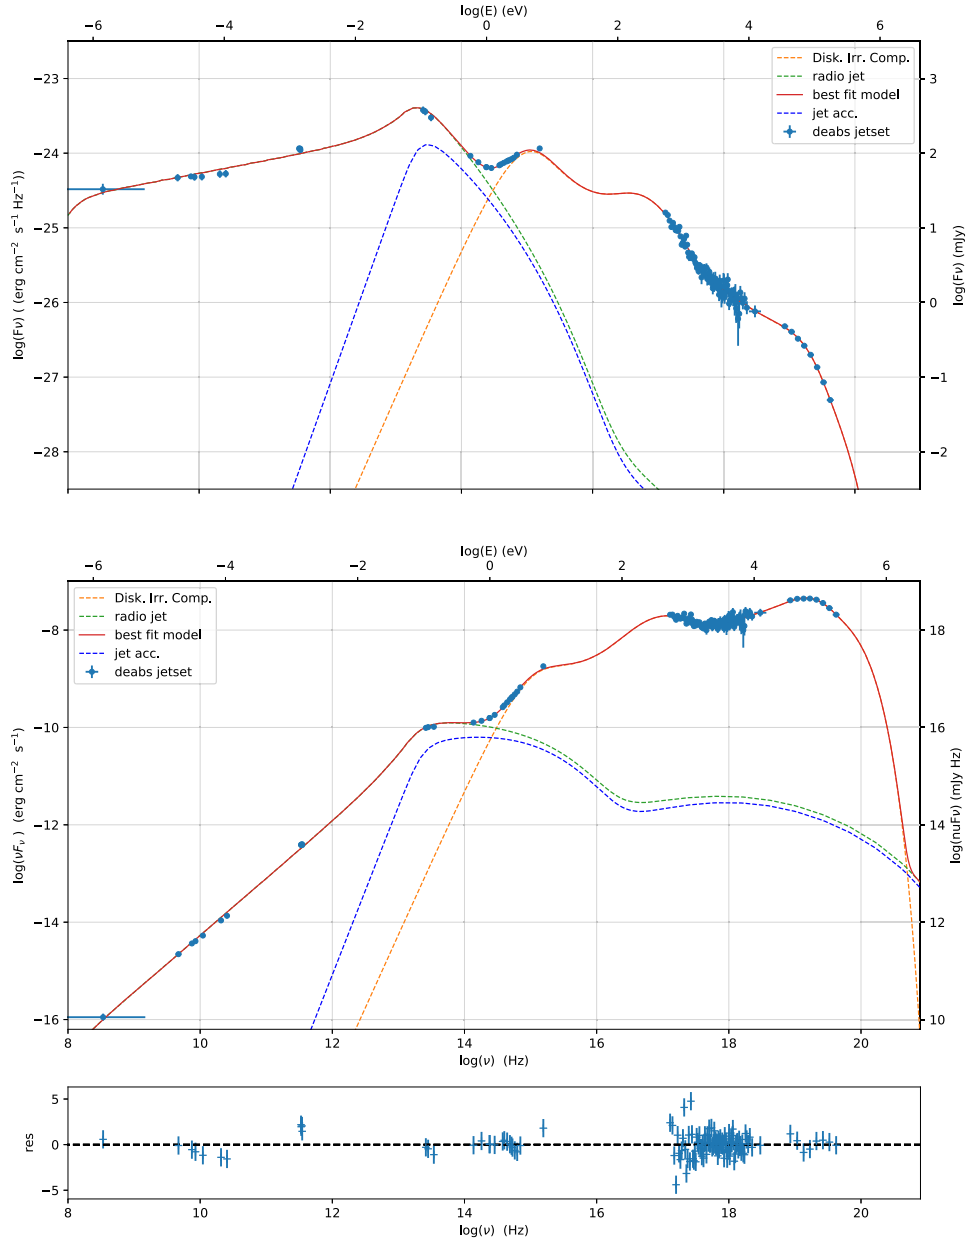 log(E) (eV)
−6 −4 −2 0 2 4 6
−23 −24 −25 −26 −27 −28
log(Fν) ( (erg cm⁻² s⁻¹ Hz⁻¹))
3 2 1 0 −1 −2
log(Fν) (mJy)
Disk. Irr. Comp.
radio jet
best fit model
jet acc.
deabs jetset
log(E) (eV)
−6 −4 −2 0 2 4 6
Disk. Irr. Comp.
radio jet
best fit model
jet acc.
deabs jetset
−8 −10 −12 −14 −16
log(νFν ) (erg cm⁻² s⁻¹)
18 16 14 12 10
log(nuFν) (mJy Hz)
8 10 12 14 16 18 20
log(ν) (Hz)
5 0 −5
res
8 10 12 14 16 18 20
log(ν) (Hz)